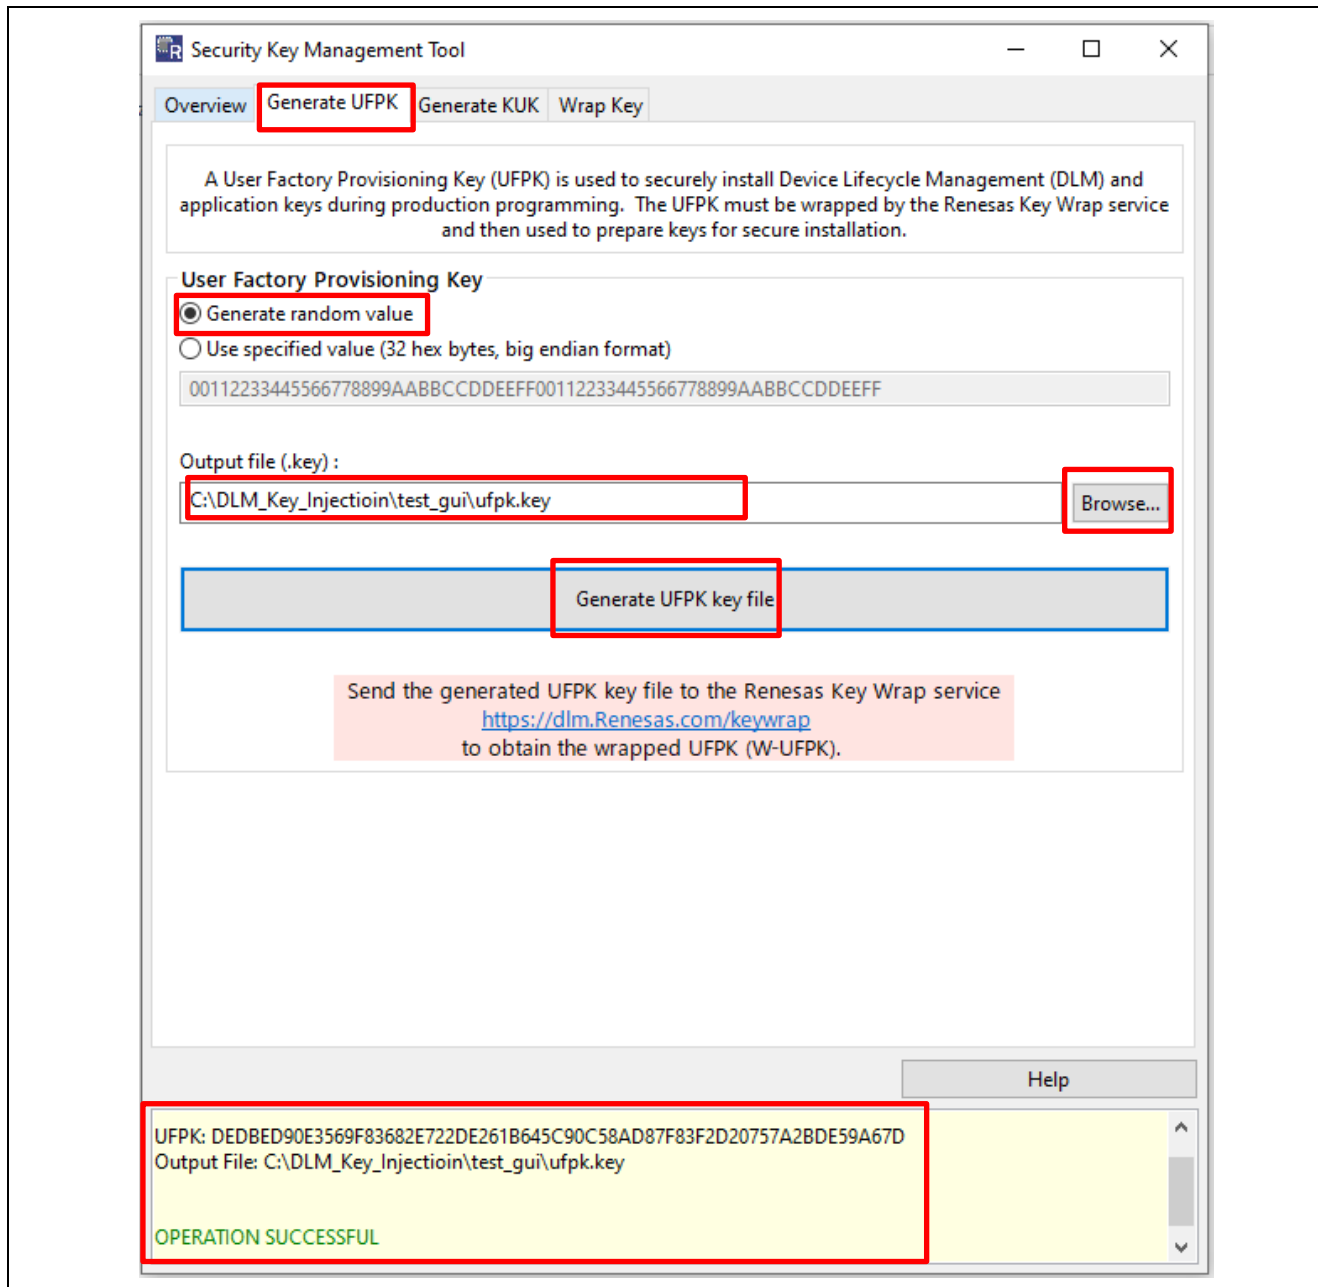 Security Key Management Tool
Overview Generate UFPK Generate KUK Wrap Key
A User Factory Provisioning Key (UFPK) is used to securely install Device Lifecycle Management (DLM) and
application keys during production programming. The UFPK must be wrapped by the Renesas Key Wrap service
and then used to prepare keys for secure installation.
User Factory Provisioning Key
Generate random value
Use specified value (32 hex bytes, big endian format)
00112233445566778899AABBCCDDEEFF00112233445566778899AABBCCDDEEFF
Output file (.key) :
C:\DLM_Key_Injectioin\test_gui\ufpk.key
Browse...
Generate UFPK key file
Send the generated UFPK key file to the Renesas Key Wrap service
https://dlm.Renesas.com/keywrap
to obtain the wrapped UFPK (W-UFPK).
Help
UFPK: DEDBED90E3569F83682E722DE261B645C90C58AD87F83F2D20757A2BDE59A67D
Output File: C:\DLM_Key_Injectioin\test_gui\ufpk.key
OPERATION SUCCESSFUL